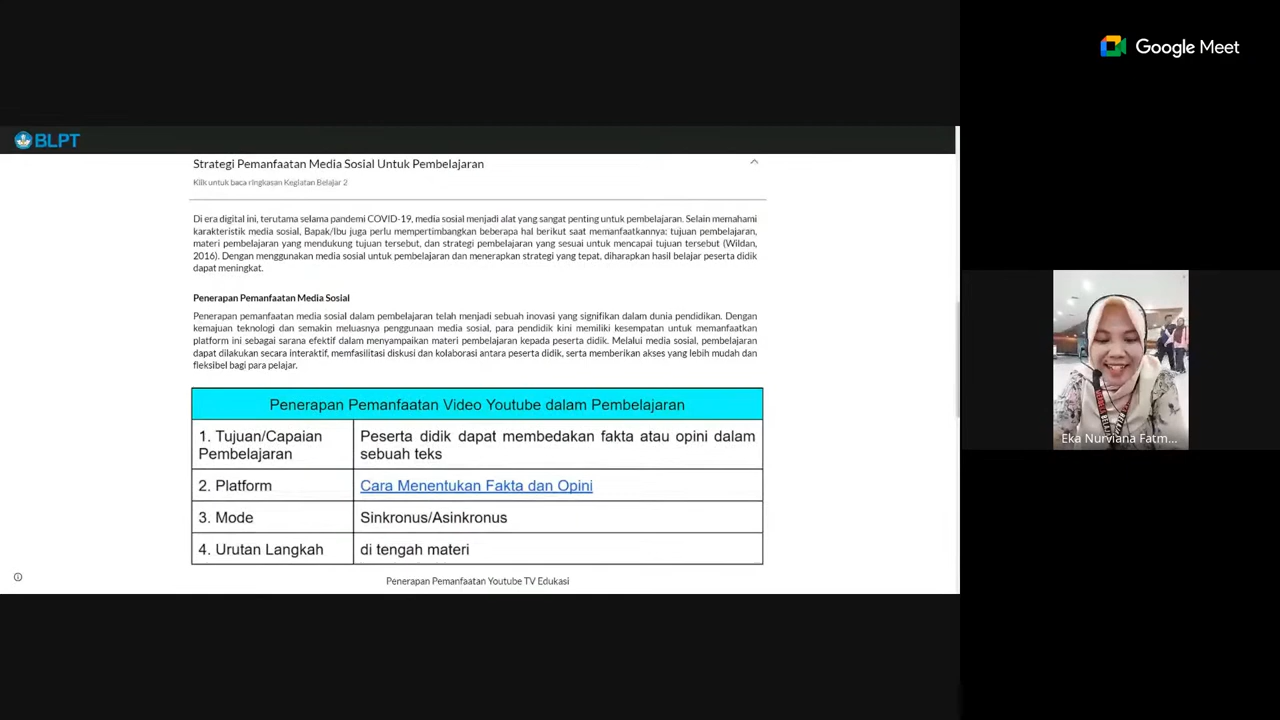 Google Meet
BLPT
Strategi Pemanfaatan Media Sosial Untuk Pembelajaran
Klik untuk baca ringkasan Kegiatan Belajar 2
Di era digital ini, terutama selama pandemi COVID-19, media sosial menjadi alat yang sangat penting untuk pembelajaran. Selain memahami
karakteristik media sosial, Bapak/Ibu juga perlu mempertimbangkan beberapa hal berikut saat memanfaatkannya: tujuan pembelajaran,
materi pembelajaran yang mendukung tujuan tersebut, dan strategi pembelajaran yang sesuai untuk mencapai tujuan tersebut (Wildan,
2016). Dengan menggunakan media sosial untuk pembelajaran dan menerapkan strategi yang tepat, diharapkan hasil belajar peserta didik
dapat meningkat.
Penerapan Pemanfaatan Media Sosial
Penerapan pemanfaatan media sosial dalam pembelajaran telah menjadi sebuah inovasi yang signifikan dalam dunia pendidikan. Dengan
kemajuan teknologi dan semakin meluasnya penggunaan media sosial, para pendidik kini memiliki kesempatan untuk memanfaatkan
platform ini sebagai sarana efektif dalam menyampaikan materi pembelajaran kepada peserta didik. Melalui media sosial, pembelajaran
dapat dilakukan secara interaktif, memfasilitasi diskusi dan kolaborasi antara peserta didik, serta memberikan akses yang lebih mudah dan
fleksibel bagi para pelajar.
Penerapan Pemanfaatan Video Youtube dalam Pembelajaran
1. Tujuan/Capaian Pembelajaran
Peserta didik dapat membedakan fakta atau opini dalam
sebuah teks
2. Platform
Cara Menentukan Fakta dan Opini
3. Mode
Sinkronus/Asinkronus
4. Urutan Langkah
di tengah materi
Penerapan Pemanfaatan Youtube TV Edukasi
Eka Nurviana Fatm...